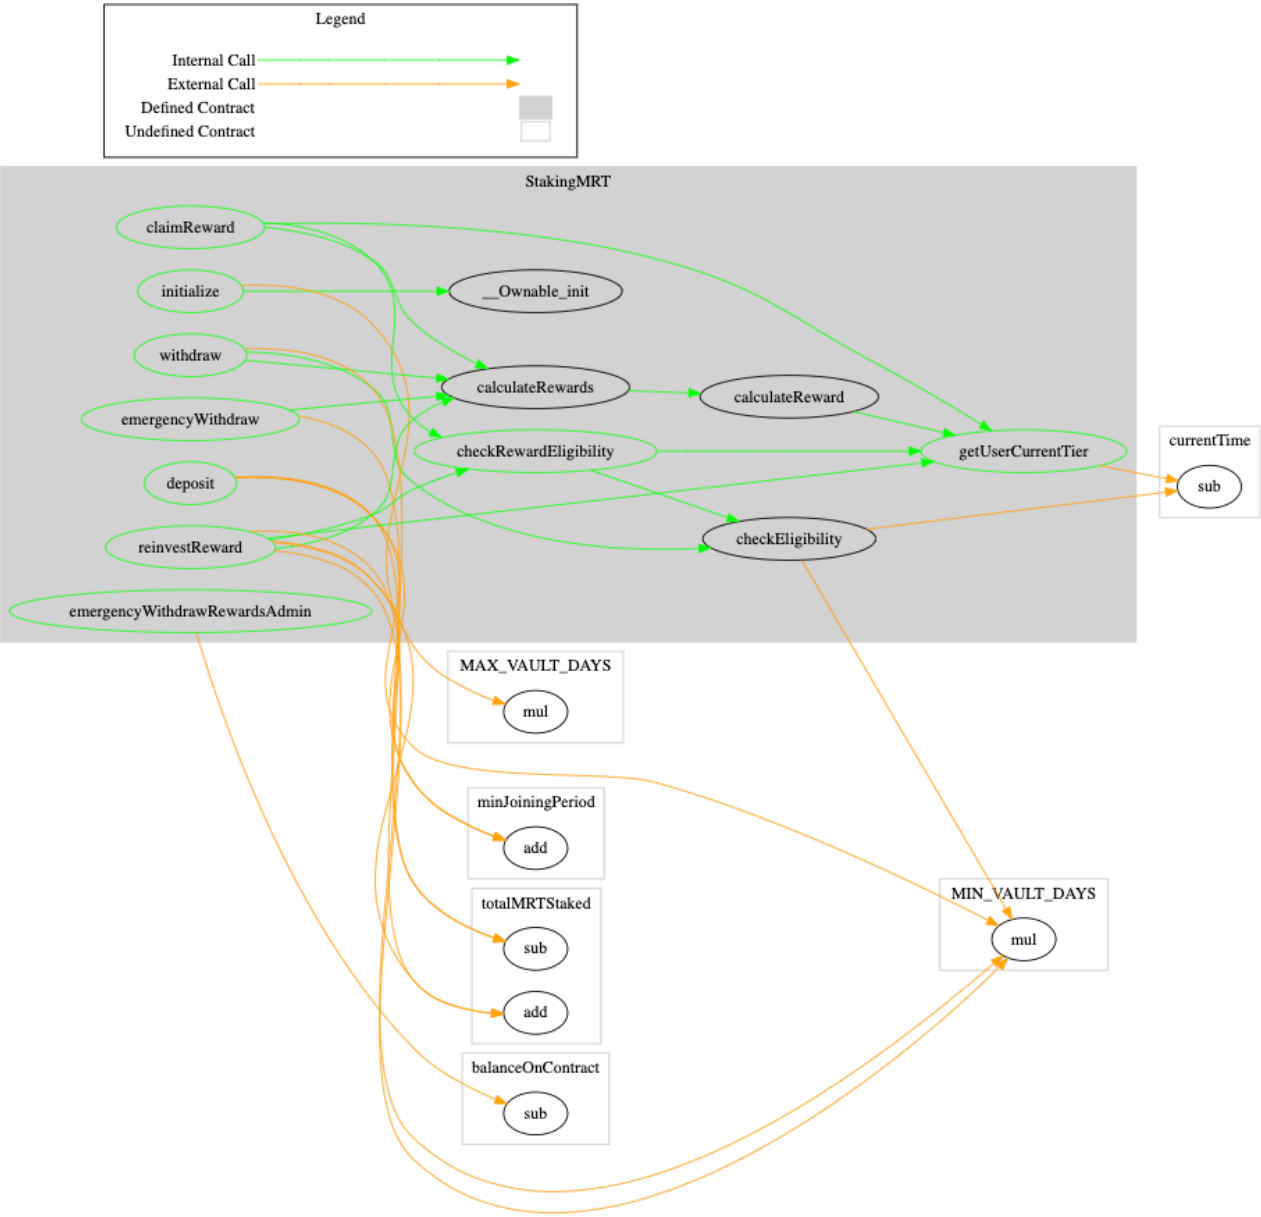 Legend
Internal Call
External Call
Defined Contract
Undefined Contract
StakingMRT
claimReward
initialize
__Ownable_init
withdraw
calculateRewards
calculateReward
emergencyWithdraw
checkRewardEligibility
getUserCurrentTier
currentTime
sub
deposit
reinvestReward
checkEligibility
emergencyWithdrawRewardsAdmin
MAX_VAULT_DAYS
mul
minJoiningPeriod
add
totalMRTStaked
sub
add
MIN_VAULT_DAYS
mul
balanceOnContract
sub